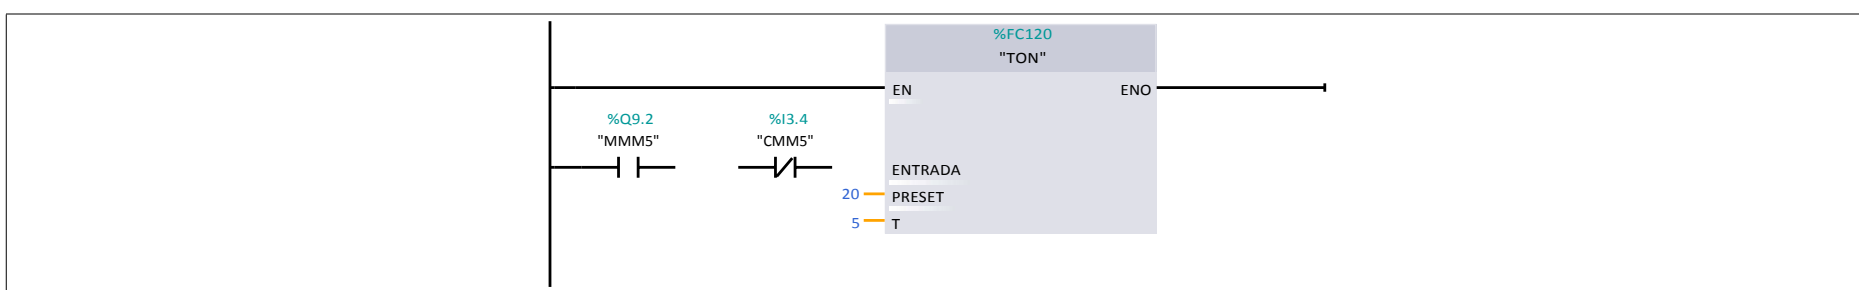 %FC120
"TON"
EN ENO
%Q9.2 %I3.4
"MMM5" "CMM5"
ENTRADA
20 PRESET
5 T